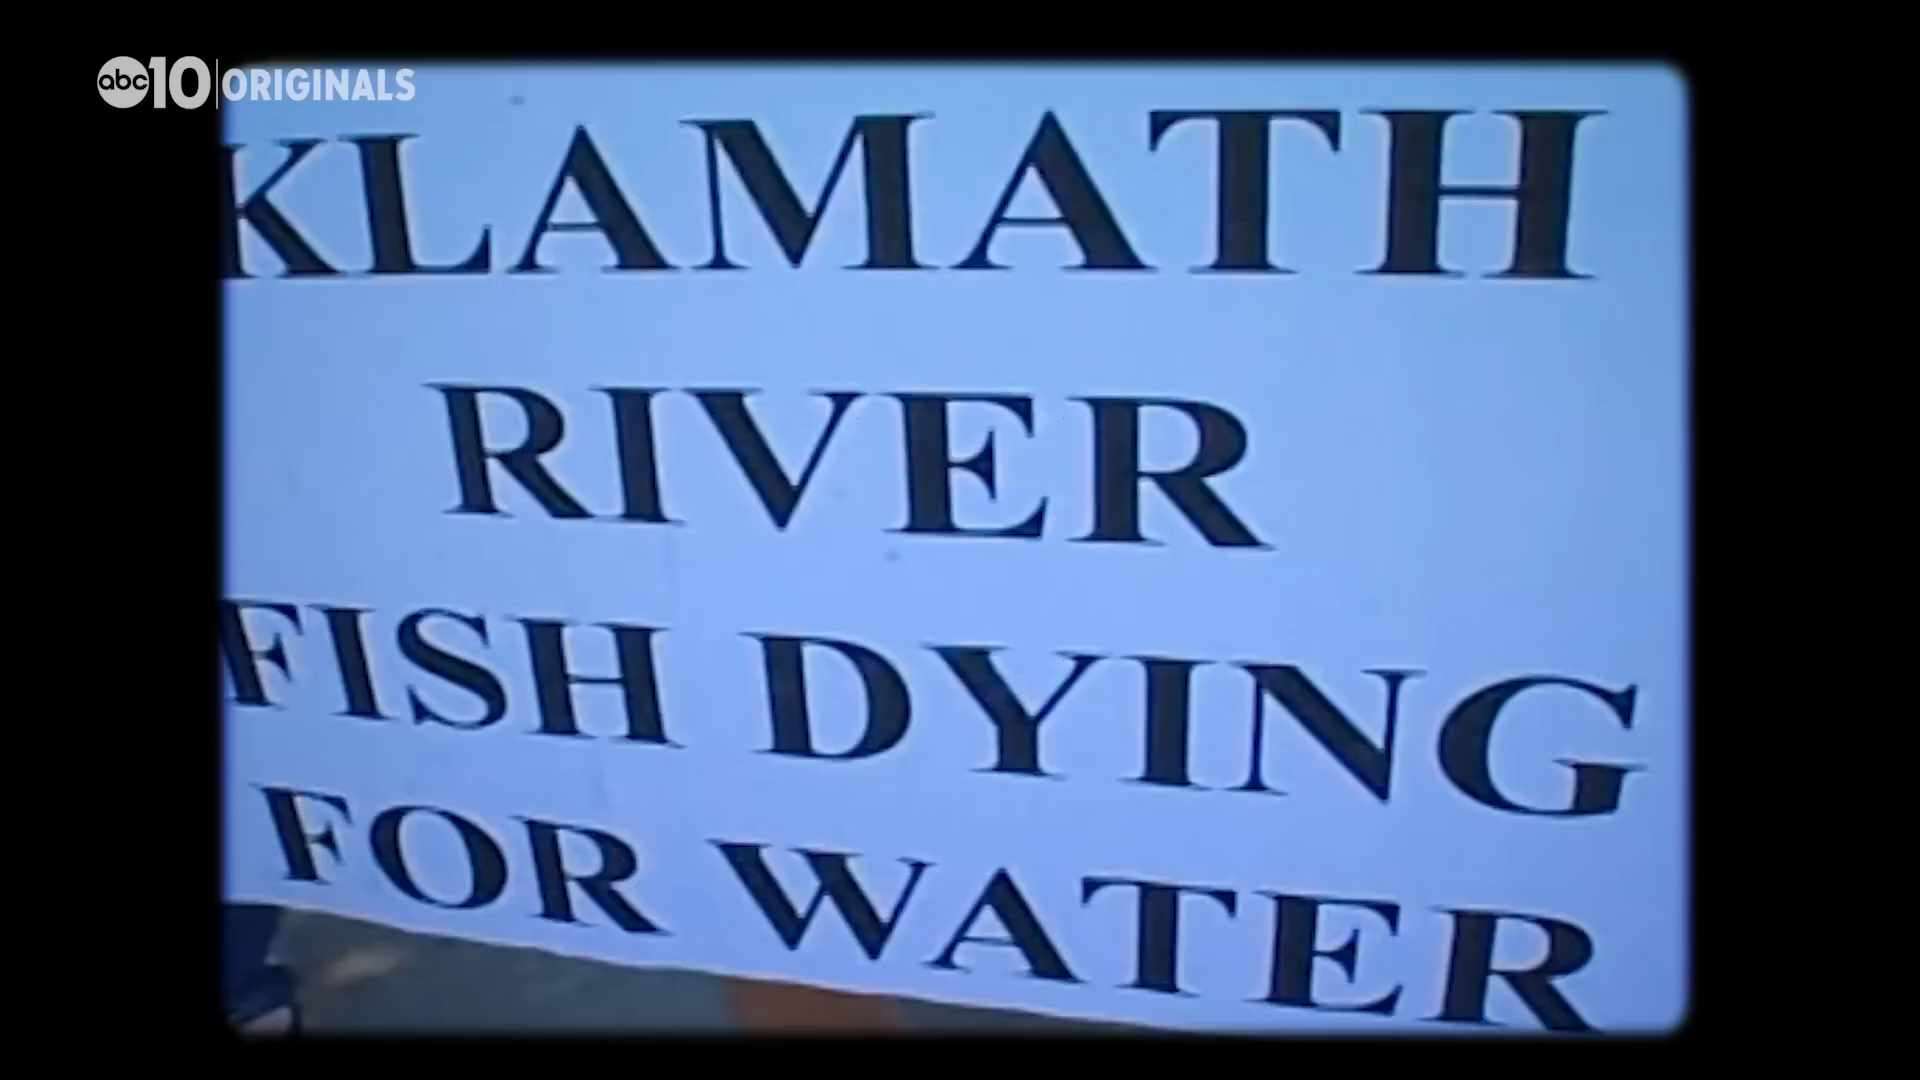 abc10 | ORIGINALS
KLAMATH
RIVER
FISH DYING
FOR WATER